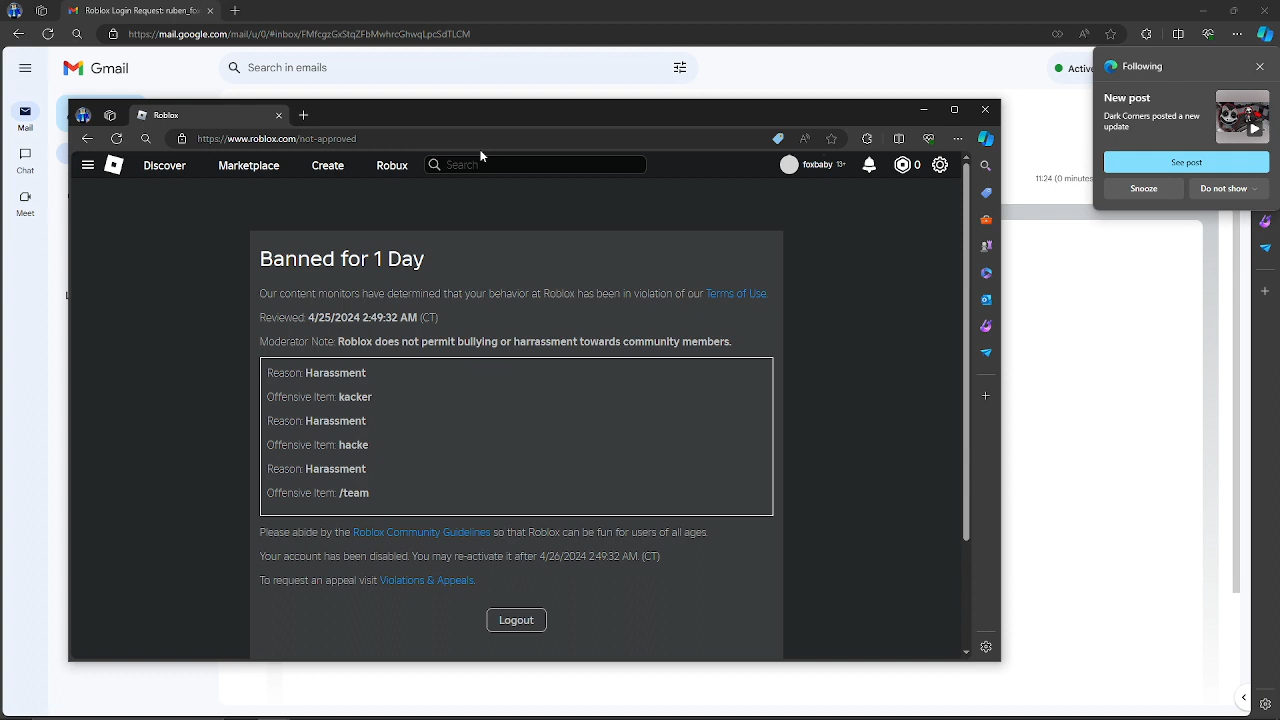 Roblox Login Request: ruben_fo
https://mail.google.com/mail/u/0/#inbox/FMfcgzGxStqZFbMwhrcGhwqLpcSdTLCM
Gmail
Search in emails
Active
Mail
Chat
Meet
11:24 (0 minutes
Following
New post
Dark Corners posted a new
update
See post
Snooze
Do not show
Roblox
https://www.roblox.com/not-approved
Discover
Marketplace
Create
Robux
Search
foxbaby 13+
0
Banned for 1 Day
Our content monitors have determined that your behavior at Roblox has been in violation of our Terms of Use.
Reviewed: 4/25/2024 2:49:32 AM (CT)
Moderator Note: Roblox does not permit bullying or harrassment towards community members.
Reason: Harassment
Offensive Item: kacker
Reason: Harassment
Offensive Item: hacke
Reason: Harassment
Offensive Item: /team
Please abide by the Roblox Community Guidelines so that Roblox can be fun for users of all ages.
Your account has been disabled. You may re-activate it after 4/26/2024 2:49:32 AM. (CT)
To request an appeal visit Violations & Appeals.
Logout